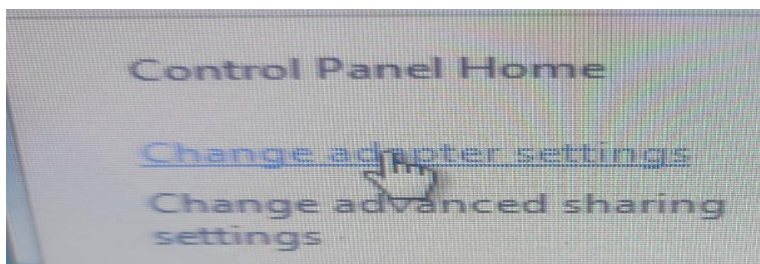 Control Panel Home
Change adapter settings
Change advanced sharing
settings